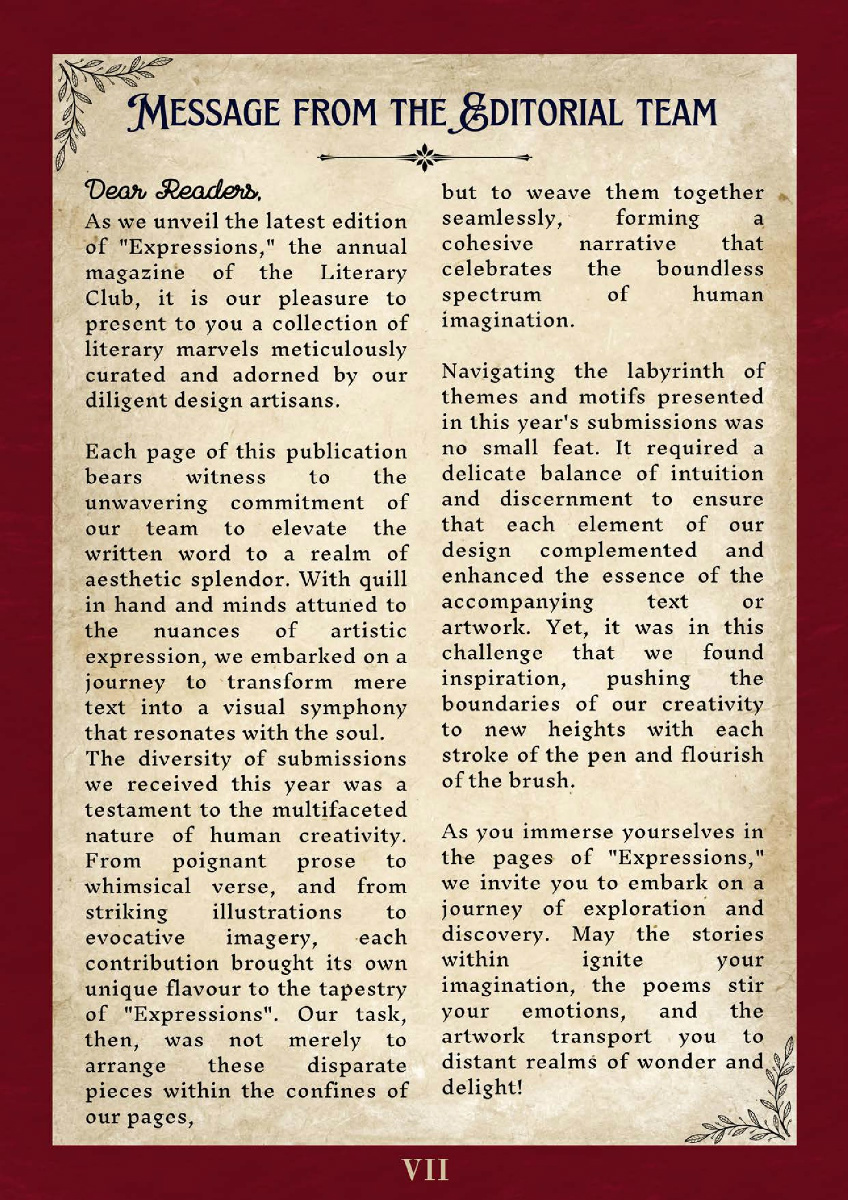 Message from the Editorial team
Dear Readers,
As we unveil the latest edition
of "Expressions," the annual
magazine of the Literary
Club, it is our pleasure to
present to you a collection of
literary marvels meticulously
curated and adorned by our
diligent design artisans.
Each page of this publication
bears witness to the
unwavering commitment of
our team to elevate the
written word to a realm of
aesthetic splendor. With quill
in hand and minds attuned to
the nuances of artistic
expression, we embarked on a
journey to transform mere
text into a visual symphony
that resonates with the soul.
The diversity of submissions
we received this year was a
testament to the multifaceted
nature of human creativity.
From poignant prose to
whimsical verse, and from
striking illustrations to
evocative imagery, each
contribution brought its own
unique flavour to the tapestry
of "Expressions". Our task,
then, was not merely to
arrange these disparate
pieces within the confines of
our pages,
but to weave them together
seamlessly, forming a
cohesive narrative that
celebrates the boundless
spectrum of human
imagination.
Navigating the labyrinth of
themes and motifs presented
in this year's submissions was
no small feat. It required a
delicate balance of intuition
and discernment to ensure
that each element of our
design complemented and
enhanced the essence of the
accompanying text or
artwork. Yet, it was in this
challenge that we found
inspiration, pushing the
boundaries of our creativity
to new heights with each
stroke of the pen and flourish
of the brush.
As you immerse yourselves in
the pages of "Expressions,"
we invite you to embark on a
journey of exploration and
discovery. May the stories
within ignite your
imagination, the poems stir
your emotions, and the
artwork transport you to
distant realms of wonder and
delight!
VII